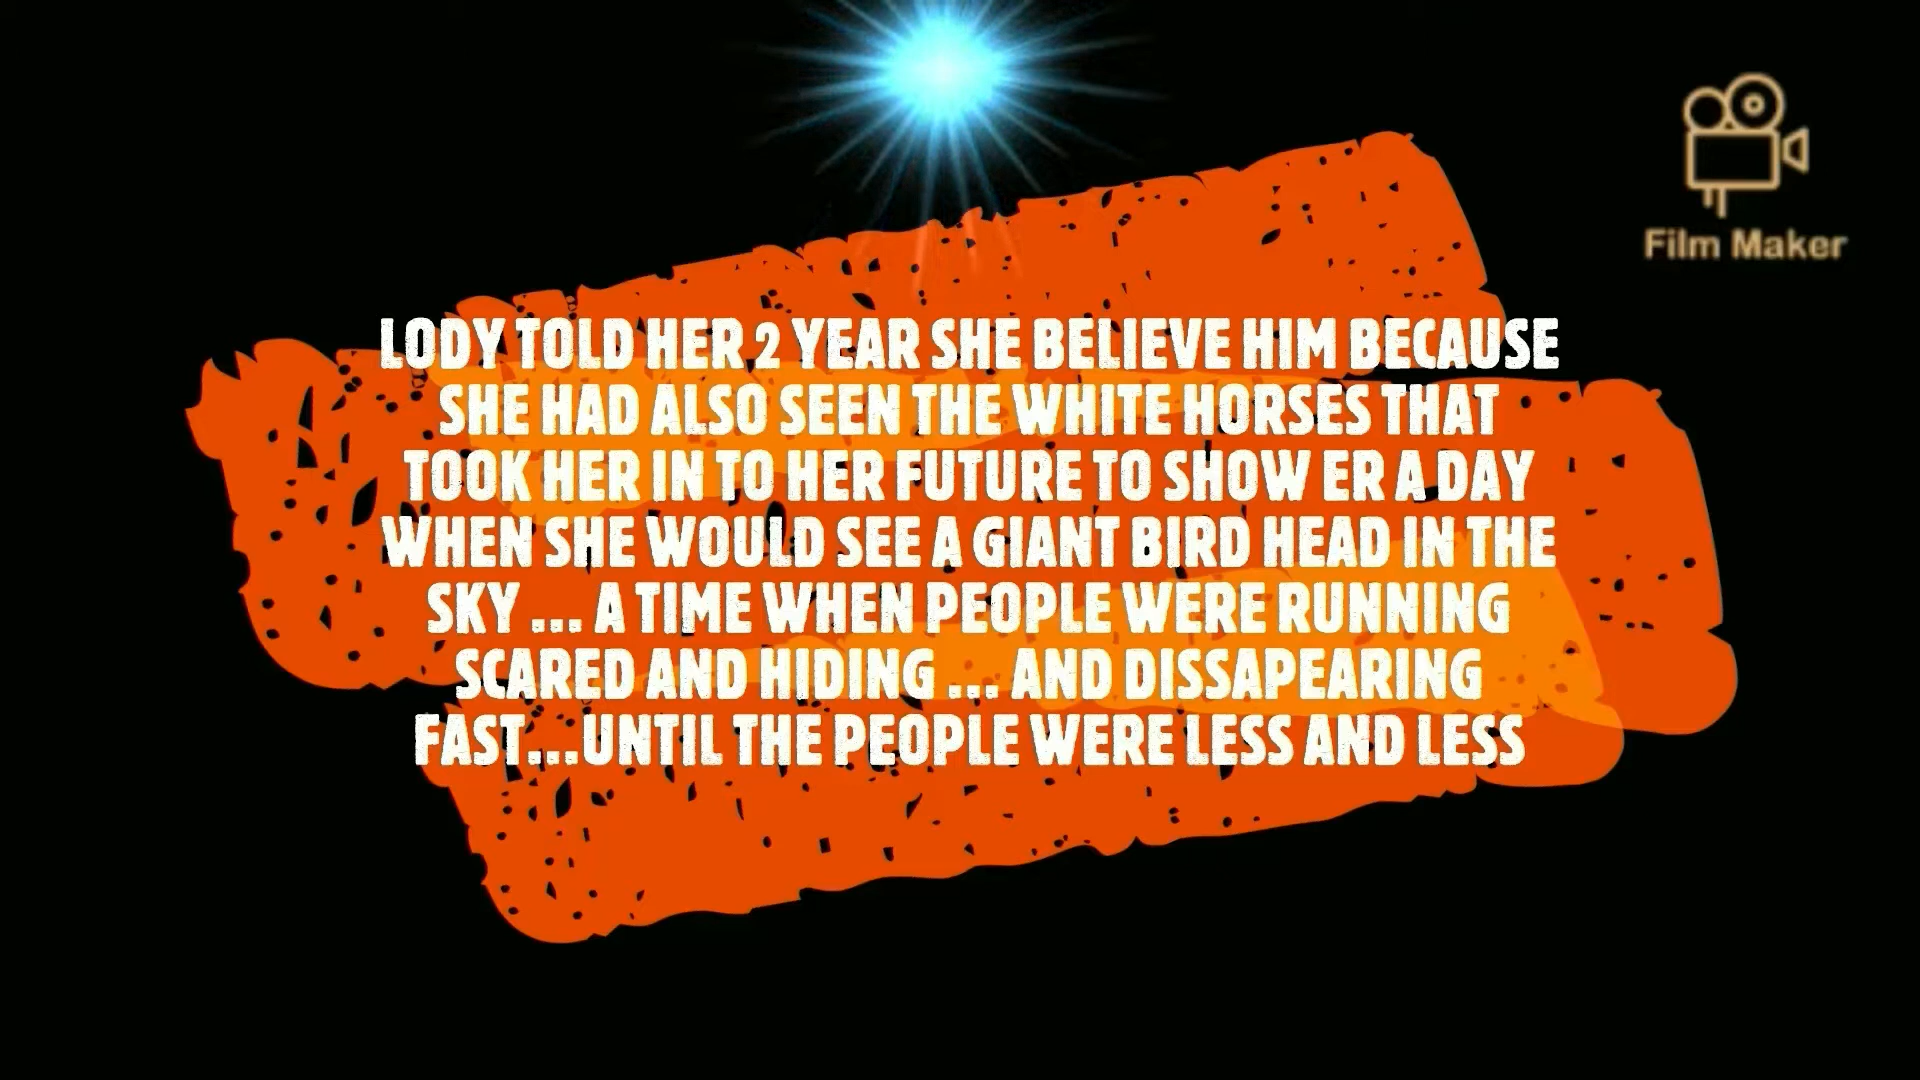 Film Maker
LODY TOLD HER 2 YEAR SHE BELIEVE HIM BECAUSE
SHE HAD ALSO SEEN THE WHITE HORSES THAT
TOOK HER IN TO HER FUTURE TO SHOW ER A DAY
WHEN SHE WOULD SEE A GIANT BIRD HEAD IN THE
SKY ... A TIME WHEN PEOPLE WERE RUNNING
SCARED AND HIDING ... AND DISSAPEARING
FAST...UNTIL THE PEOPLE WERE LESS AND LESS